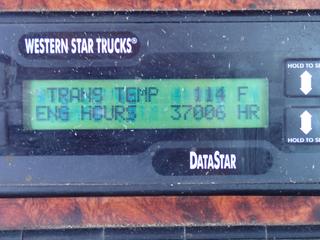 WESTERN STAR TRUCKS®
HOLD TO SE
TRANS TEMP 114 F
ENG HOURS 37006 HR
HOLD TO SE
DATASTAR